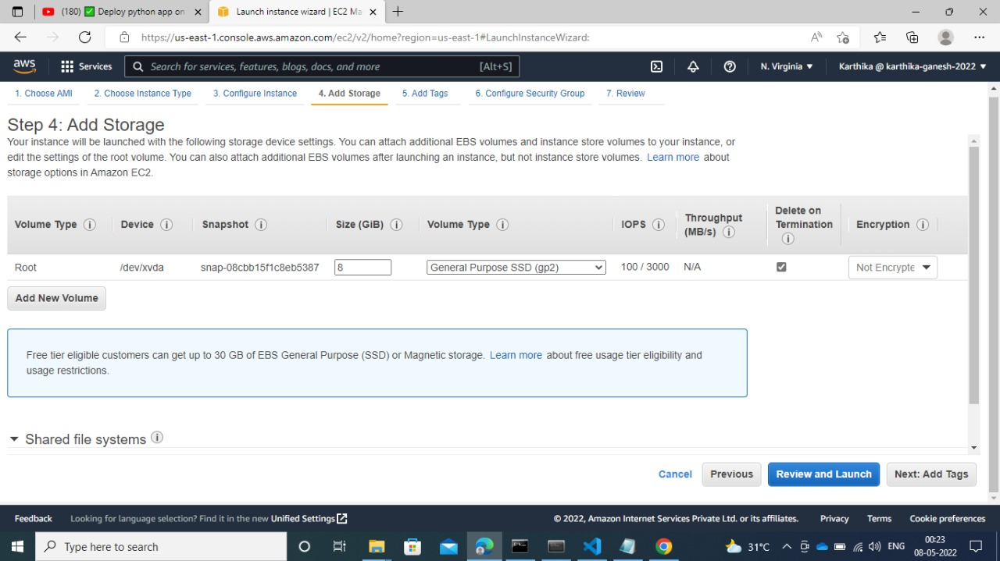 (180) ✅ Deploy python app on
Launch instance wizard | EC2 Ma
https://us-east-1.console.aws.amazon.com/ec2/v2/home?region=us-east-1#LaunchInstanceWizard:
aws
Services
Search for services, features, blogs, docs, and more
[Alt+S]
N. Virginia
Karthika @ karthika-ganesh-2022
1. Choose AMI
2. Choose Instance Type
3. Configure Instance
4. Add Storage
5. Add Tags
6. Configure Security Group
7. Review
Step 4: Add Storage
Your instance will be launched with the following storage device settings. You can attach additional EBS volumes and instance store volumes to your instance, or
edit the settings of the root volume. You can also attach additional EBS volumes after launching an instance, but not instance store volumes. Learn more about
storage options in Amazon EC2.
Volume Type
Device
Snapshot
Size (GiB)
Volume Type
IOPS
Throughput
(MB/s)
Delete on
Termination
Encryption
Root
/dev/xvda
snap-08cbb15f1c8eb5387
8
General Purpose SSD (gp2)
100 / 3000
N/A
Not Encrypte
Add New Volume
Free tier eligible customers can get up to 30 GB of EBS General Purpose (SSD) or Magnetic storage. Learn more about free usage tier eligibility and
usage restrictions.
Shared file systems
Cancel
Previous
Review and Launch
Next: Add Tags
Feedback
Looking for language selection? Find it in the new Unified Settings
© 2022, Amazon Internet Services Private Ltd. or its affiliates.
Privacy
Terms
Cookie preferences
Type here to search
31°C
ENG
00:23
08-05-2022